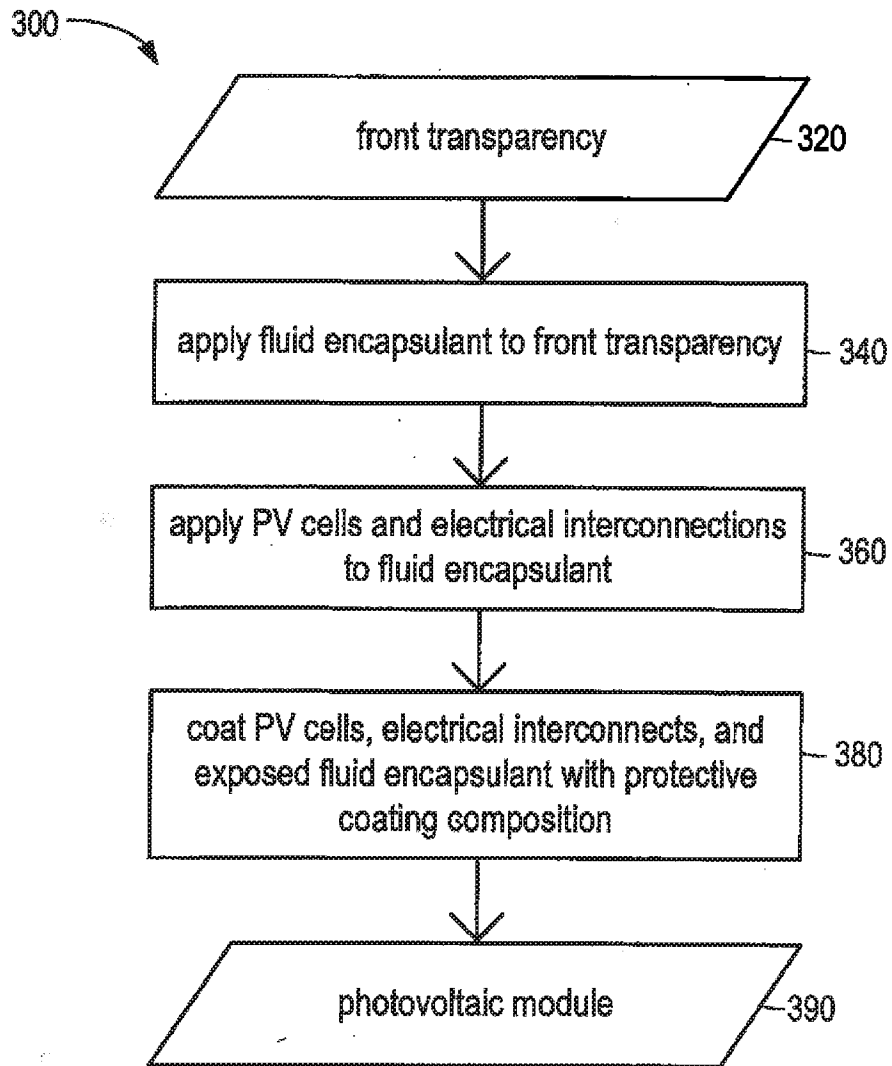 300
front transparency
320
apply fluid encapsulant to front transparency
340
apply PV cells and electrical interconnections
to fluid encapsulant
360
coat PV cells, electrical interconnects, and
exposed fluid encapsulant with protective
coating composition
380
photovoltaic module
390